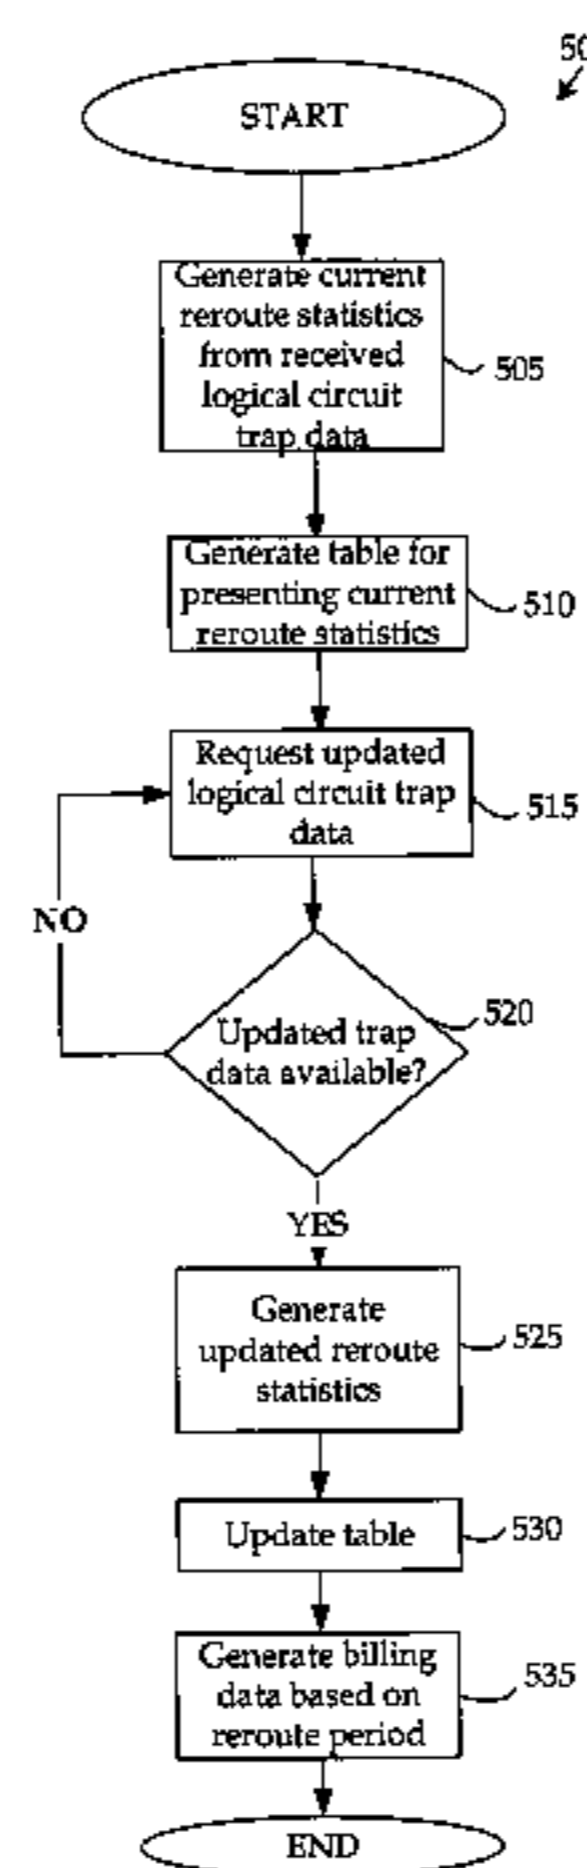 50
START
Generate current
reroute statistics
from received
logical circuit
trap data
505
Generate table for
presenting current
reroute statistics
510
Request updated
logical circuit trap
data
515
NO
Updated trap
data available?
520
YES
Generate
updated reroute
statistics
525
Update table
530
Generate billing
data based on
reroute period
535
END